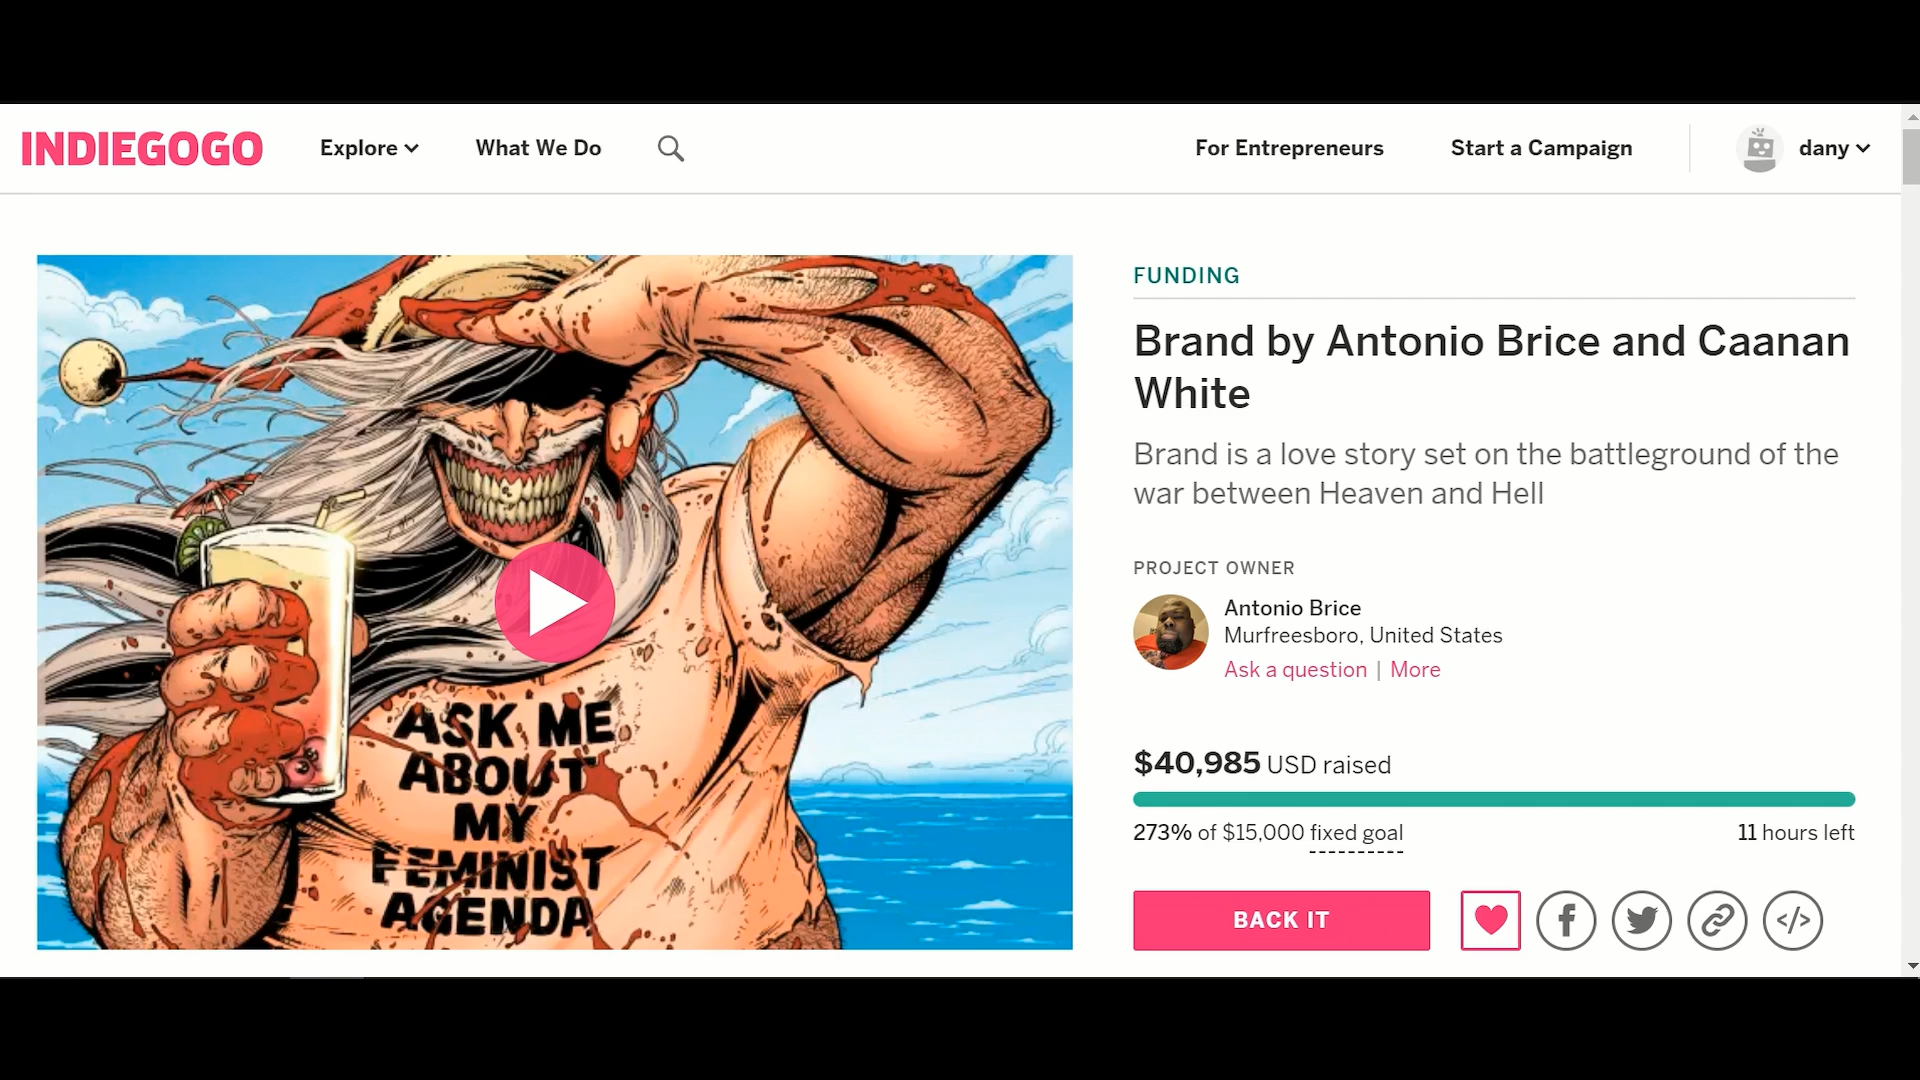 INDIEGOGO
Explore
What We Do
For Entrepreneurs
Start a Campaign
dany
FUNDING
Brand by Antonio Brice and Caanan
White
Brand is a love story set on the battleground of the
war between Heaven and Hell
PROJECT OWNER
Antonio Brice
Murfreesboro, United States
Ask a question | More
$40,985 USD raised
273% of $15,000 fixed goal
11 hours left
BACK IT
ASK ME
ABOUT
MY
FEMINIST
AGENDA